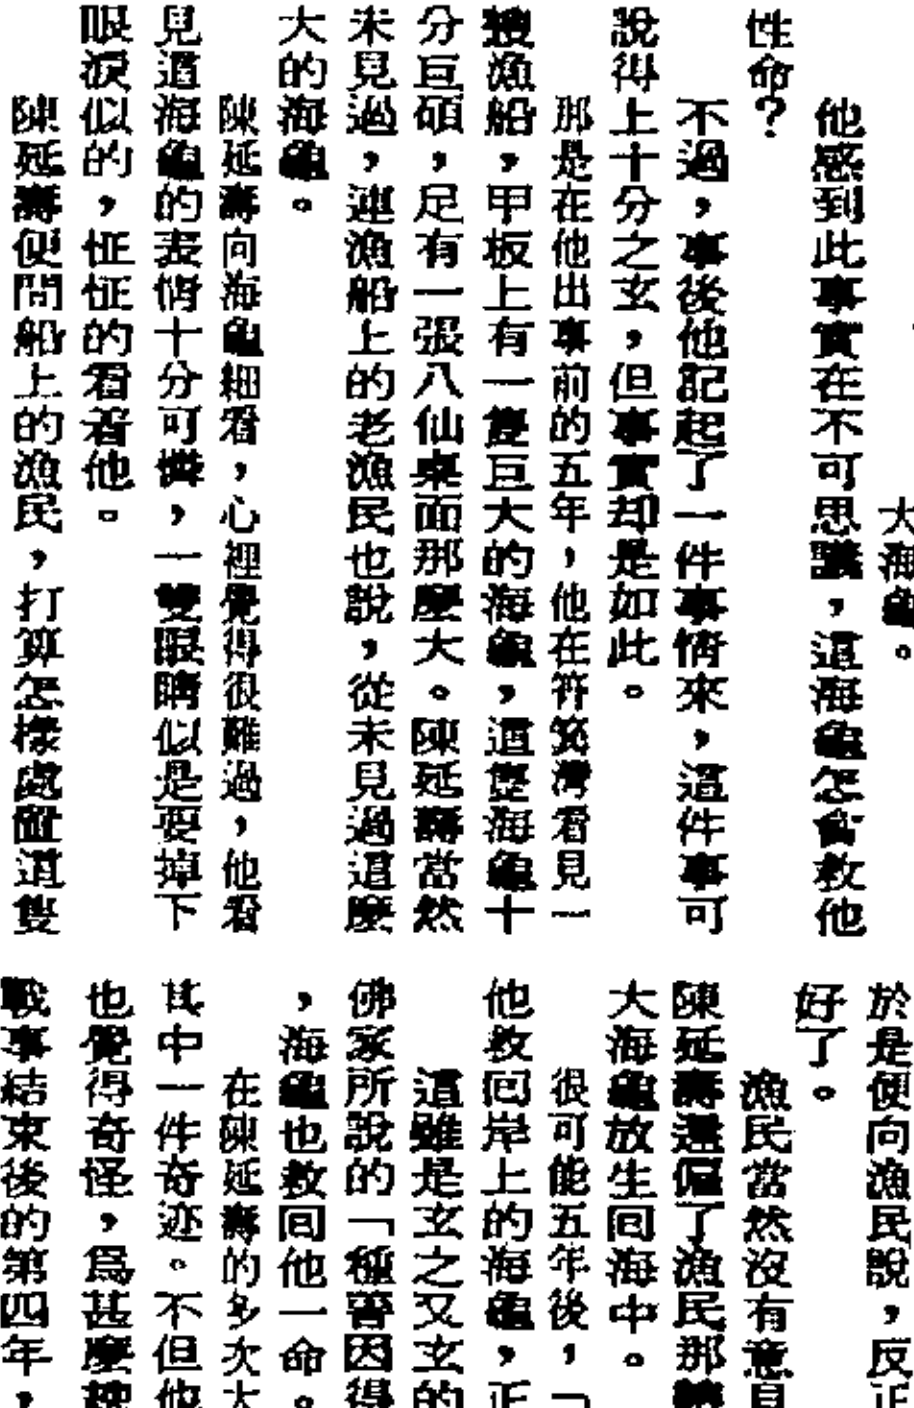 大海龜。
他感到此事實在不可思議，這海龜怎會救他
性命？
不過，事後他記起了一件事情來，這件事可
說得上十分之玄，但事實却是如此。
那是在他出事前的五年，他在筲箕灣看見一
艘漁船，甲板上有一隻巨大的海龜，這隻海龜十
分巨碩，足有一張八仙桌面那麼大。陳延壽當然
未見過，連漁船上的老漁民也說，從未見過這麼
大的海龜。
陳延壽向海龜細看，心裡覺得很難過，他看
見這海龜的表情十分可憐，一雙眼睛似是要掉下
眼淚似的，怔怔的看着他。
陳延壽便問船上的漁民，打算怎樣處置這隻
於是便向漁民說，反正
好了。
漁民當然沒有意見
陳延壽還償了漁民那
大海龜放生回海中。
很可能五年後，「
他救回岸上的海龜，正
這雖是玄之又玄的
佛家所說的「種善因得
，海龜也救回他一命。
在陳延壽的多次大
其中一件奇迹。不但他
也覺得奇怪，爲甚麼
戰事結束後的第四年，